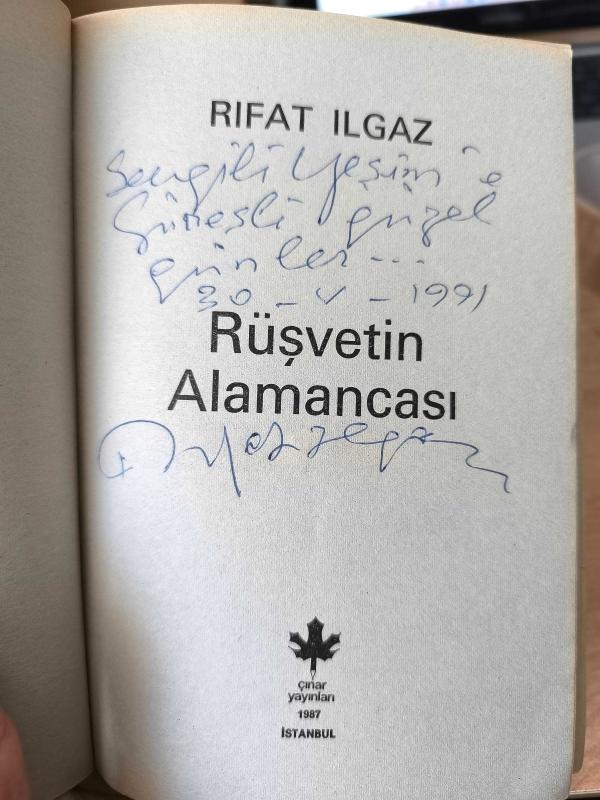 RIFAT ILGAZ
Sevgili Yeşim'e
Güneşli güzel
günler...
30-V-1991
Rüşvetin
Alamancası
çınar
yayınları
1987
İSTANBUL